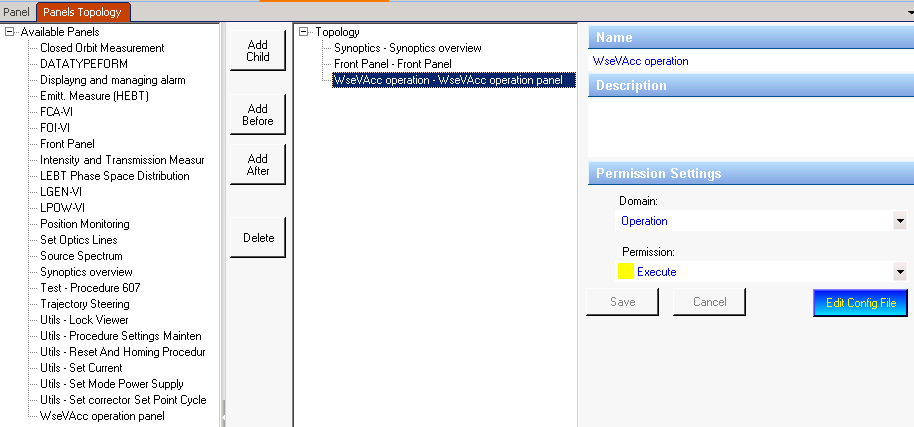 Panel
Panels Topology
Available Panels
Closed Orbit Measurement
DATATYPEFORM
Displayng and managing alarm
Emitt. Measure (HEBT)
FCA-VI
FOI-VI
Front Panel
Intensity and Transmission Measur
LEBT Phase Space Distribution
LGEN-VI
LPOW-VI
Position Monitoring
Set Optics Lines
Source Spectrum
Synoptics overview
Test - Procedure 607
Trajectory Steering
Utils - Lock Viewer
Utils - Procedure Settings Mainten
Utils - Reset And Homing Procedur
Utils - Set Current
Utils - Set Mode Power Supply
Utils - Set corrector Set Point Cycle
WseVAcc operation panel
Add
Child
Add
Before
Add
After
Delete
Topology
Synoptics - Synoptics overview
Front Panel - Front Panel
WseVAcc operation - WseVAcc operation panel
Name
WseVAcc operation
Description
Permission Settings
Domain:
Operation
Permission:
Execute
Save
Cancel
Edit Config File